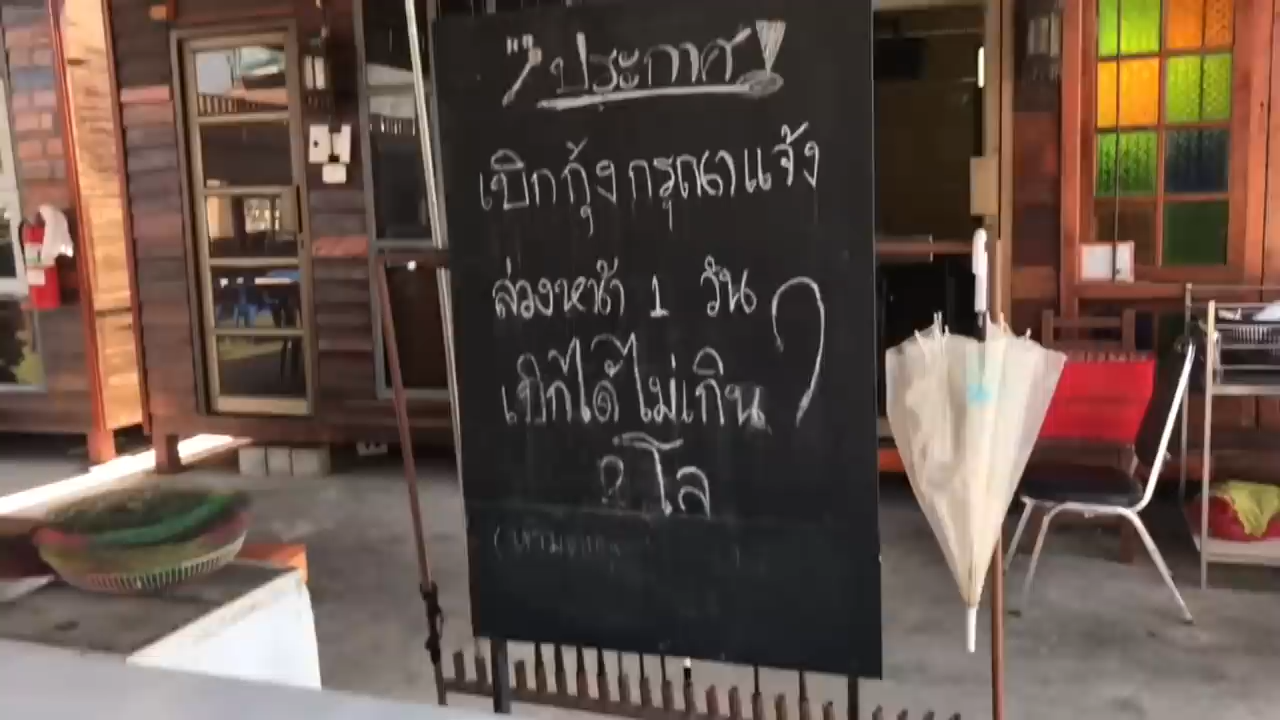 ประกาศ!
เบิกกุ้งกรุณาแจ้ง
ล่วงหน้า 1 วัน
เบิกได้ไม่เกิน
2 โล